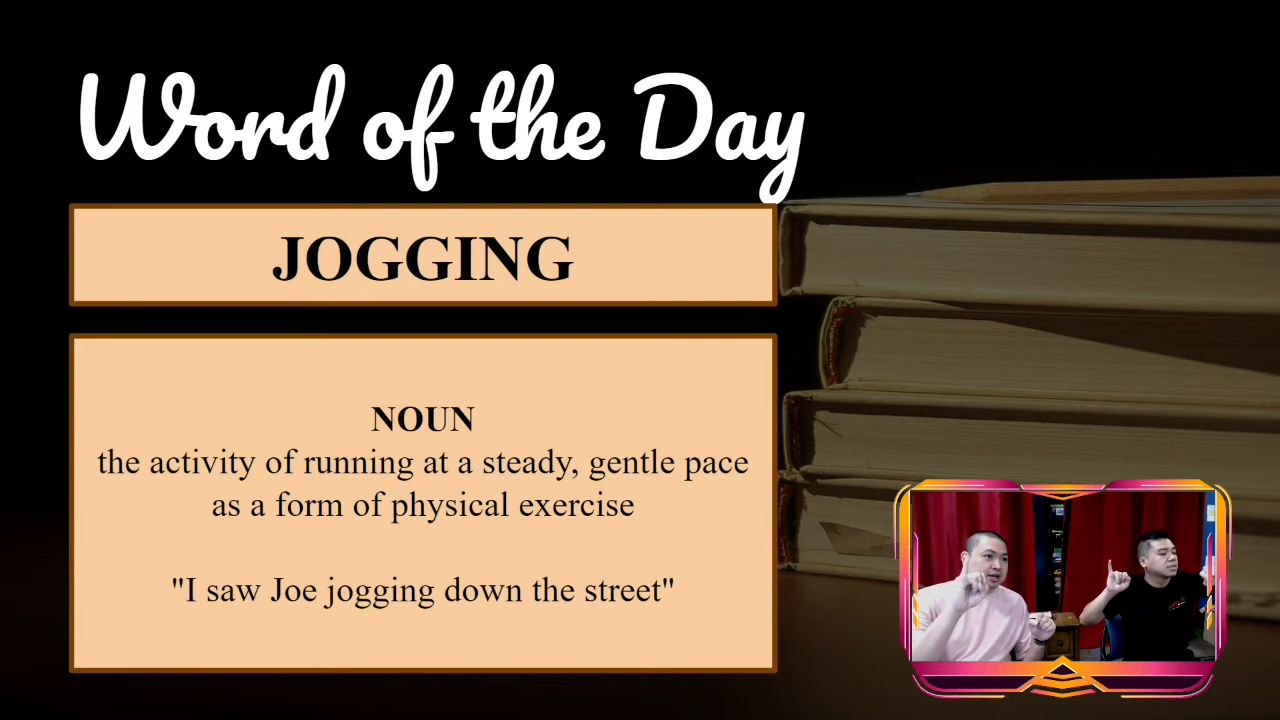 Word of the Day
JOGGING
NOUN
the activity of running at a steady, gentle pace
as a form of physical exercise
"I saw Joe jogging down the street"